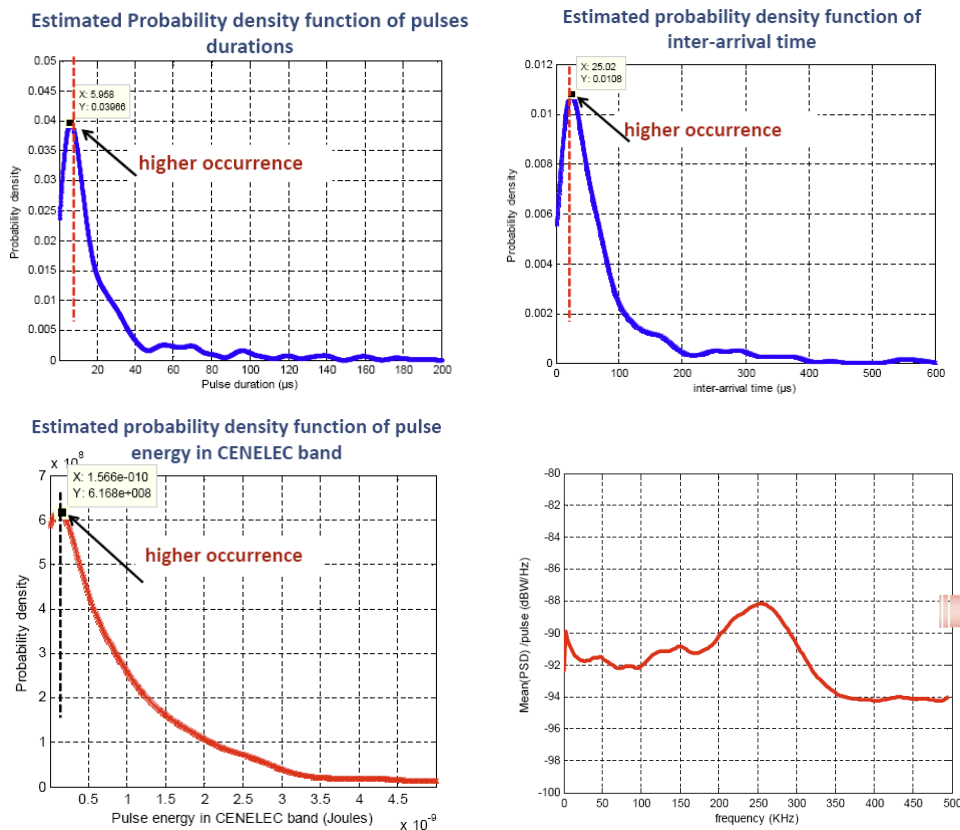 Estimated Probability density function of pulses
durations
0.05
0.045
0.04
0.035
0.03
0.025
0.02
0.015
0.01
0.005
0
Probability density
X: 5.958
Y: 0.03966
higher occurrence
20 40 60 80 100 120 140 160 180 200
Pulse duration (µs)
Estimated probability density function of
inter-arrival time
0.012
0.01
0.008
0.006
0.004
0.002
0
Probability density
X: 25.02
Y: 0.0108
higher occurrence
0 100 200 300 400 500 600
inter-arrival time (µs)
Estimated probability density function of pulse
energy in CENELEC band
x 10⁸
7
6
5
4
3
2
1
0
Probability density
X: 1.566e-010
Y: 6.168e+008
higher occurrence
0.5 1 1.5 2 2.5 3 3.5 4 4.5
Pulse energy in CENELEC band (Joules)
x 10⁻⁹
-80
-82
-84
-86
-88
-90
-92
-94
-96
-98
-100
Mean(PSD) /pulse (dBW/Hz)
0 50 100 150 200 250 300 350 400 450 500
frequency (KHz)